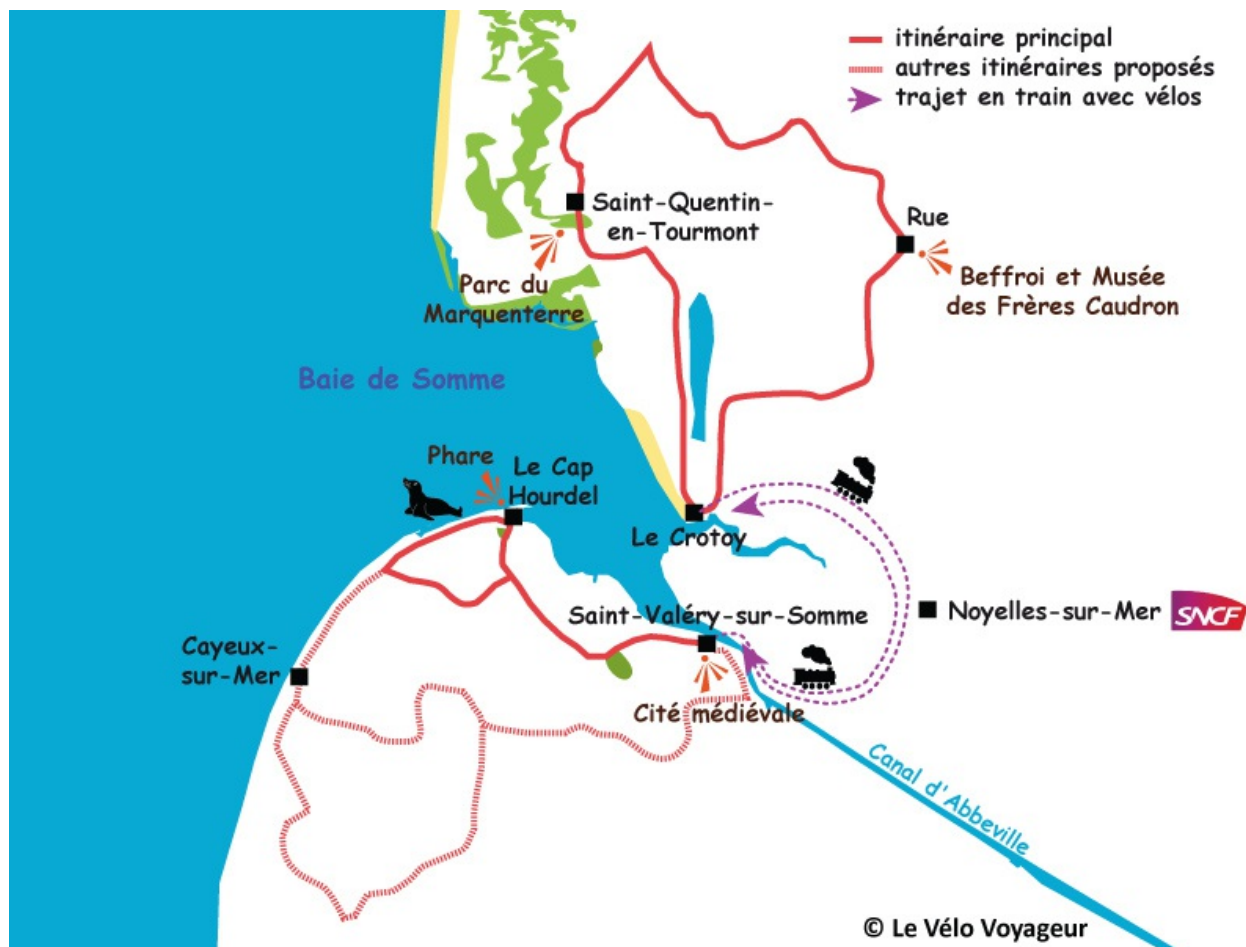 itinéraire principal
autres itinéraires proposés
trajet en train avec vélos
Saint-Quentin-
en-Tourmont
Rue
Parc du
Marquenterre
Beffroi et Musée
des Frères Caudron
Baie de Somme
Phare
Le Cap
Hourdel
Le Crotoy
Saint-Valéry-sur-Somme
Noyelles-sur-Mer
SNCF
Cayeux-
sur-Mer
Cité médiévale
Canal d'Abbeville
© Le Vélo Voyageur